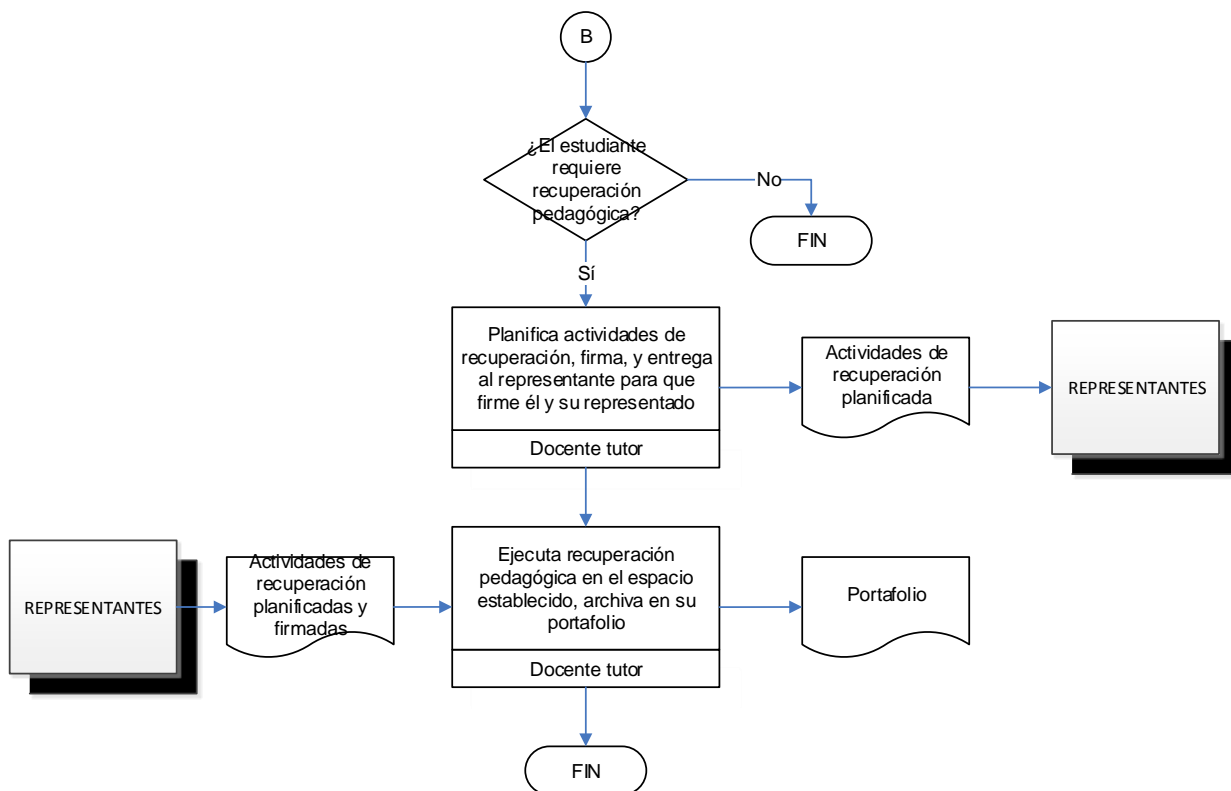 B
¿El estudiante
requiere
recuperación
pedagógica?
No
FIN
Sí
Planifica actividades de
recuperación, firma, y entrega
al representante para que
firme él y su representado
Docente tutor
Actividades de
recuperación
planificada
REPRESENTANTES
REPRESENTANTES
Actividades de
recuperación
planificadas y
firmadas
Ejecuta recuperación
pedagógica en el espacio
establecido, archiva en su
portafolio
Docente tutor
Portafolio
FIN